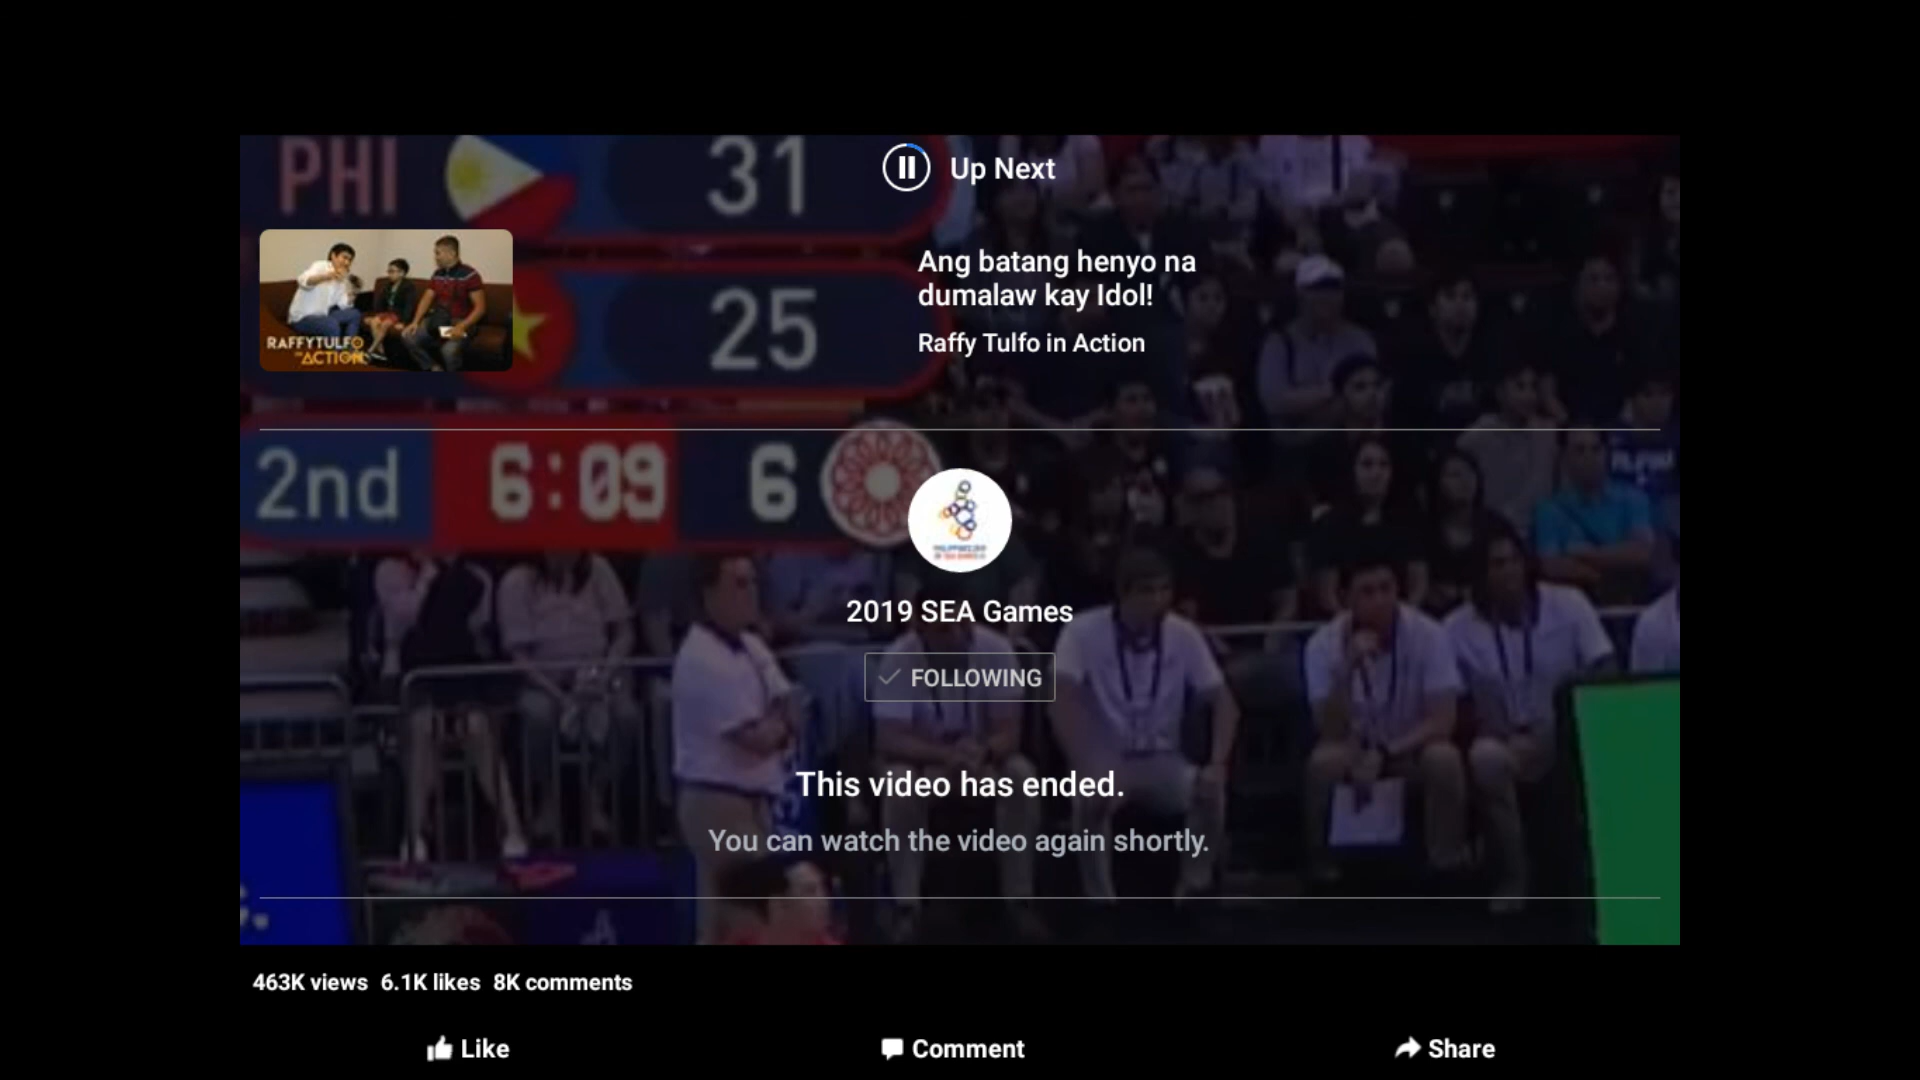 PHI 31
Up Next
25
Ang batang henyo na
dumalaw kay Idol!
Raffy Tulfo in Action
RAFFYTULFO
IN ACTION
2nd 6:09 6
2019 SEA Games
FOLLOWING
This video has ended.
You can watch the video again shortly.
463K views 6.1K likes 8K comments
Like Comment Share